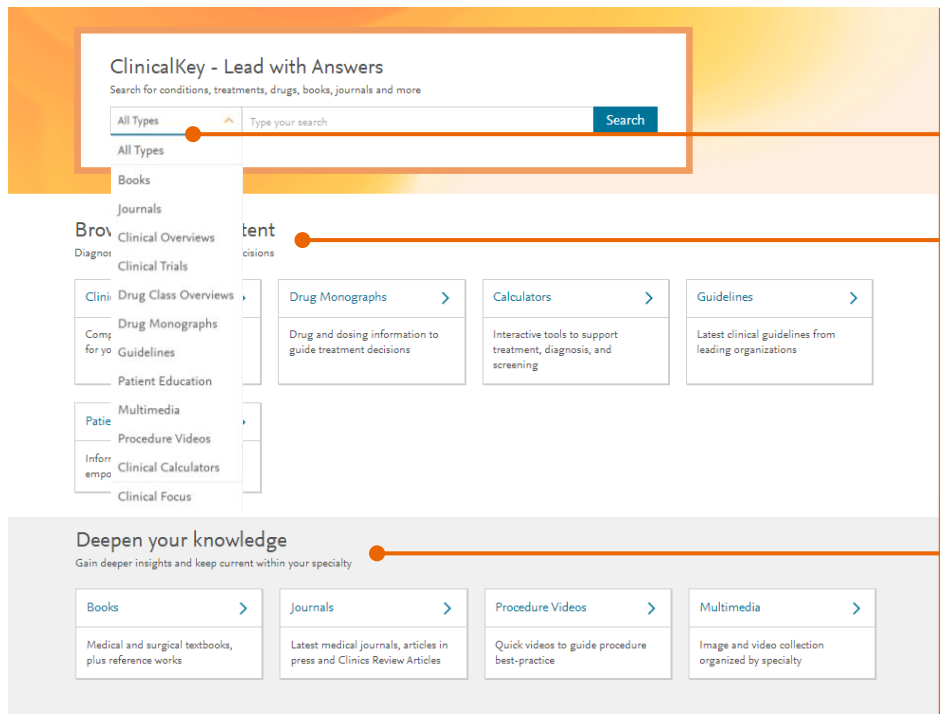 ClinicalKey - Lead with Answers
Search for conditions, treatments, drugs, books, journals and more
All Types
Type your search
Search
All Types
Books
Journals
Clinical Overviews
Clinical Trials
Drug Class Overviews
Drug Monographs
Guidelines
Patient Education
Multimedia
Procedure Videos
Clinical Calculators
Clinical Focus
Drug Monographs
Drug and dosing information to
guide treatment decisions
Calculators
Interactive tools to support
treatment, diagnosis, and
screening
Guidelines
Latest clinical guidelines from
leading organizations
Deepen your knowledge
Gain deeper insights and keep current within your specialty
Books
Medical and surgical textbooks,
plus reference works
Journals
Latest medical journals, articles in
press and Clinics Review Articles
Procedure Videos
Quick videos to guide procedure
best-practice
Multimedia
Image and video collection
organized by specialty